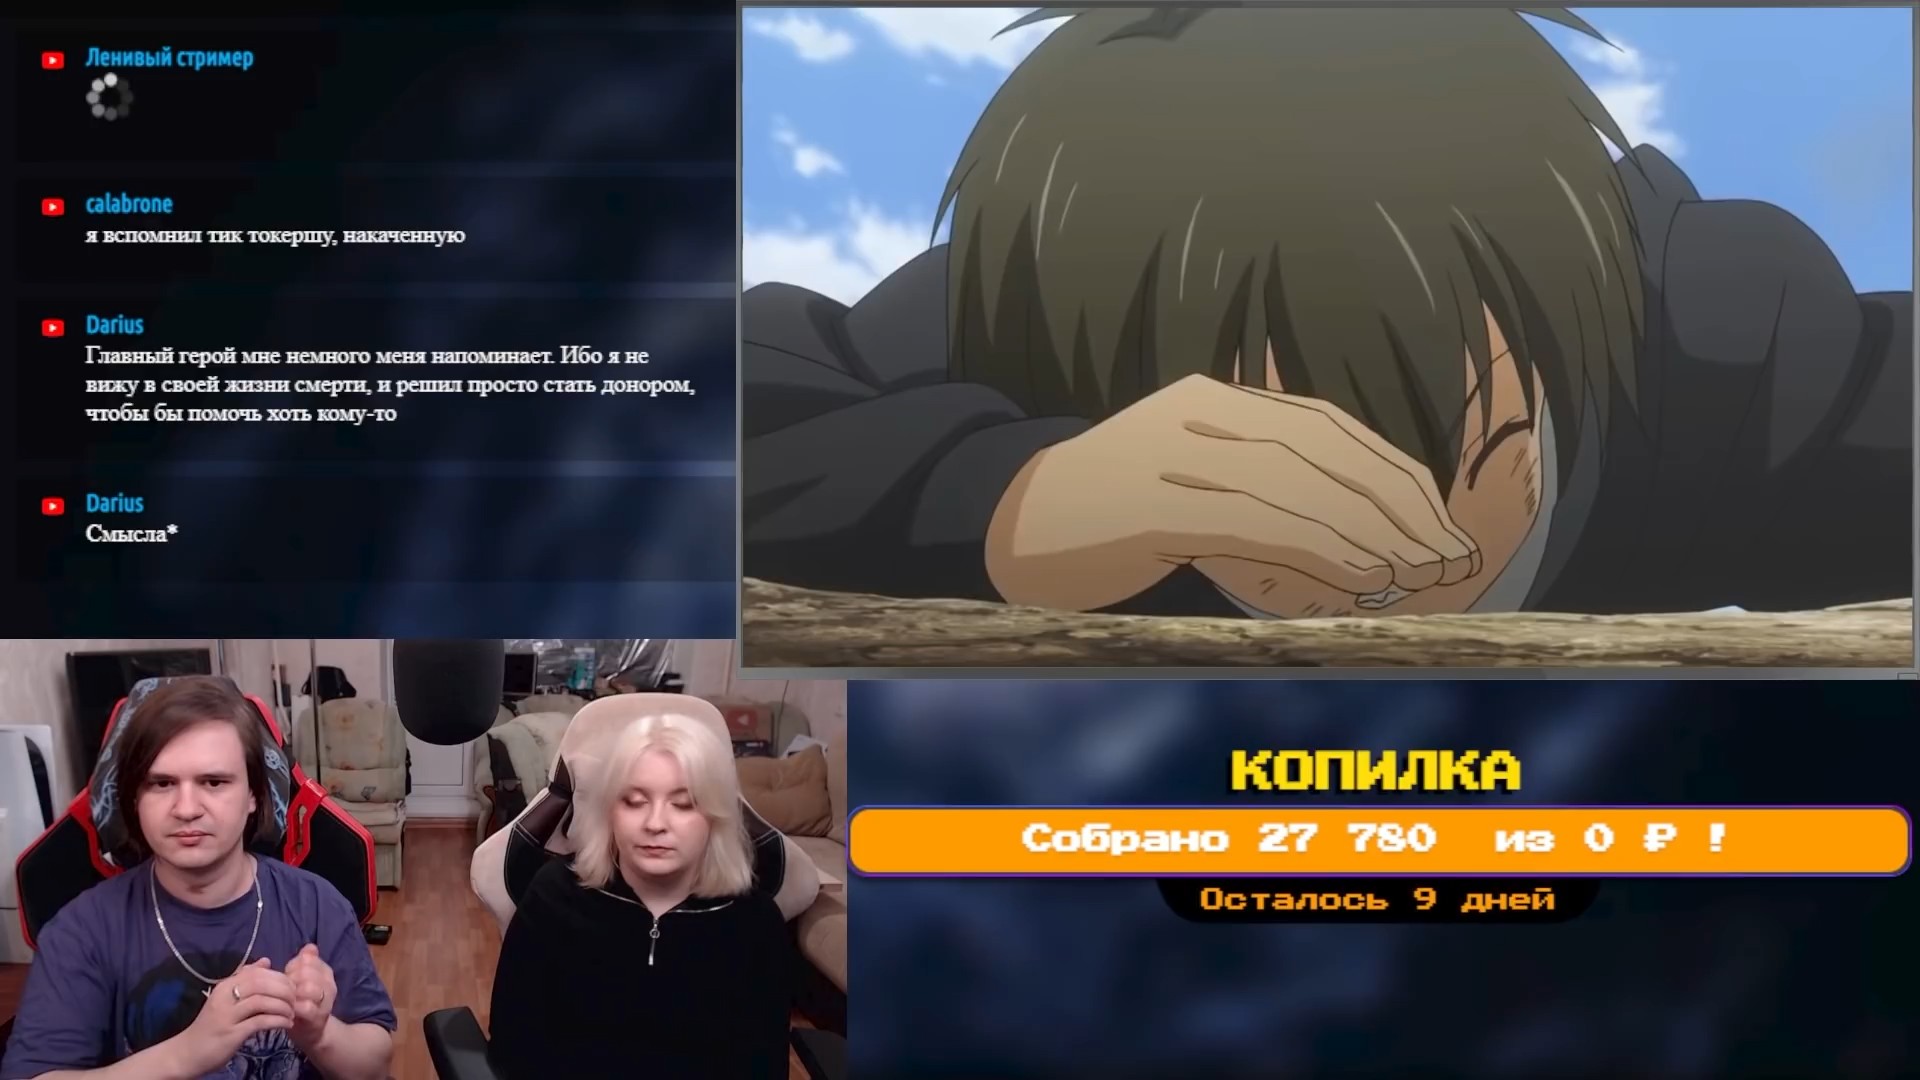 Ленивый стример
calabrone
я вспомнил тик токершу, накаченную
Darius
Главный герой мне немного меня напоминает. Ибо я не
вижу в своей жизни смерти, и решил просто стать донором,
чтобы бы помочь хоть кому-то
Darius
Смысла*
КОПИЛКА
Собрано 27 780 из 0 ₽ !
Осталось 9 дней